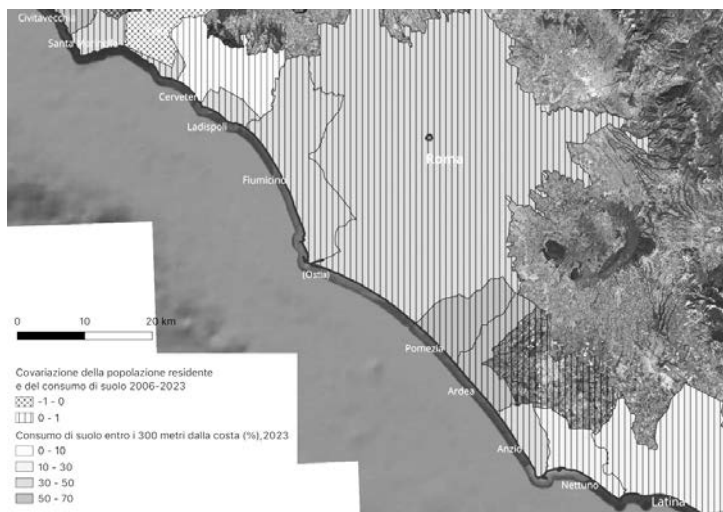 Civitavecchia
Santa Marinella
Cerveteri
Ladispoli
Roma
Fiumicino
(Ostia)
Pomezia
Ardea
Anzio
Nettuno
Latina
0 10 20 km
Covariazione della popolazione residente
e del consumo di suolo 2006-2023
-1 - 0
0 - 1
Consumo di suolo entro i 300 metri dalla costa (%), 2023
0 - 10
10 - 30
30 - 50
50 - 70